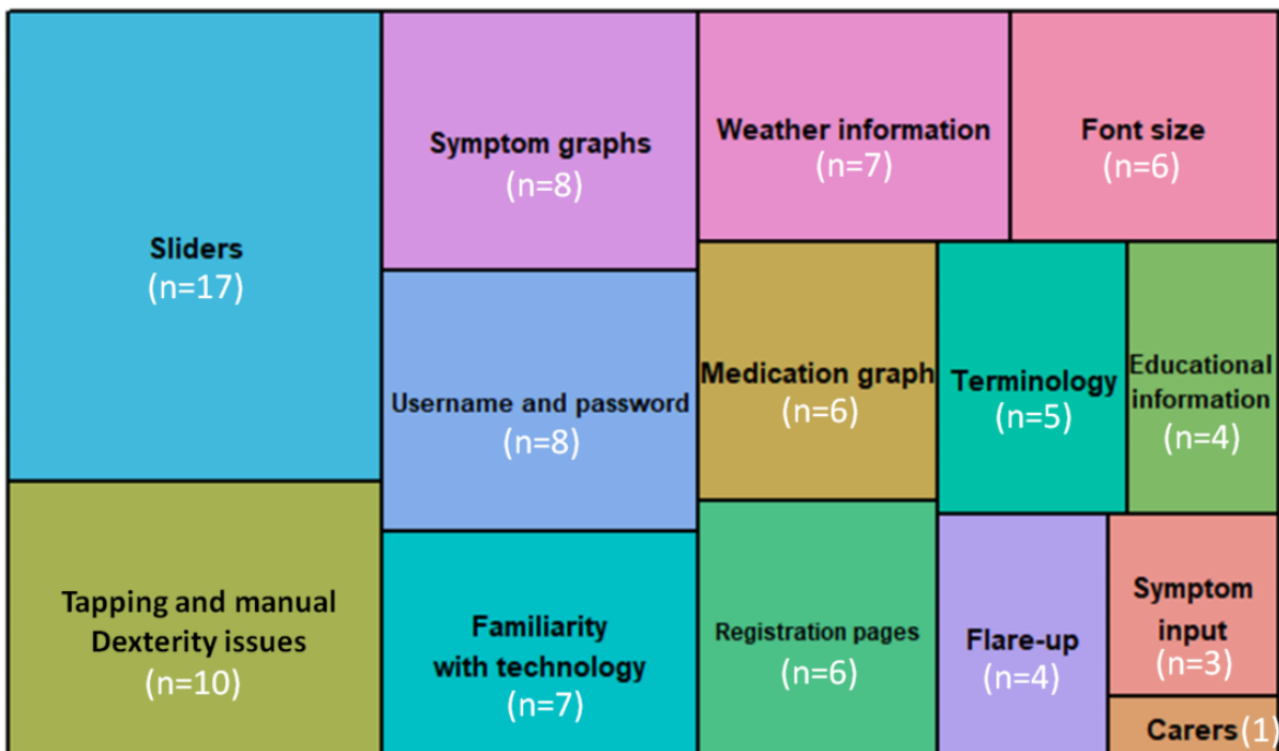 Sliders
(n=17)
Tapping and manual
Dexterity issues
(n=10)
Symptom graphs
(n=8)
Username and password
(n=8)
Familiarity
with technology
(n=7)
Weather information
(n=7)
Font size
(n=6)
Medication graph
(n=6)
Terminology
(n=5)
Educational
information
(n=4)
Registration pages
(n=6)
Flare-up
(n=4)
Symptom
input
(n=3)
Carers (1)